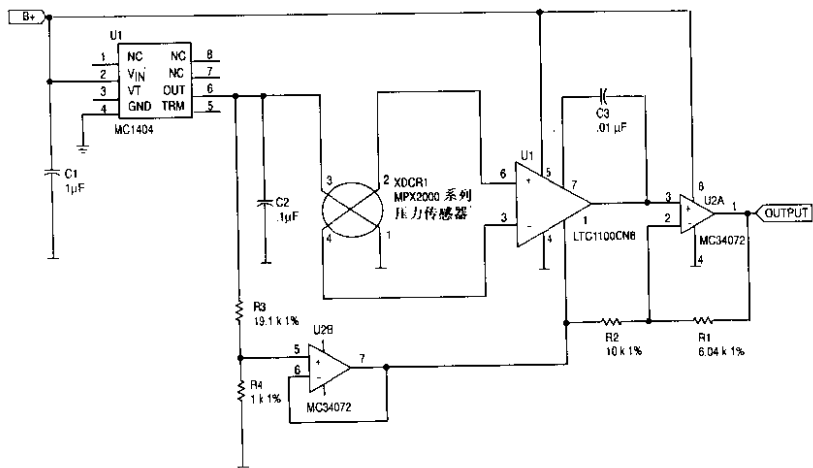 B+
U1
1 NC NC 8
2 VIN NC 7
3 VT OUT 6
4 GND TRM 5
MC1404
C1
1µF
C2
.1µF
3
2
XDCR1
MPX2000 系列
压力传感器
4
1
C3
.01µF
U1
6
+
5
7
3
−
4
1
LTC1100CN8
3
+
8
U2A
1
OUTPUT
2
−
MC34072
4
R3
19.1 k 1%
R2
10 k 1%
R1
6.04 k 1%
U2B
5
+
7
6
−
MC34072
R4
1 k 1%